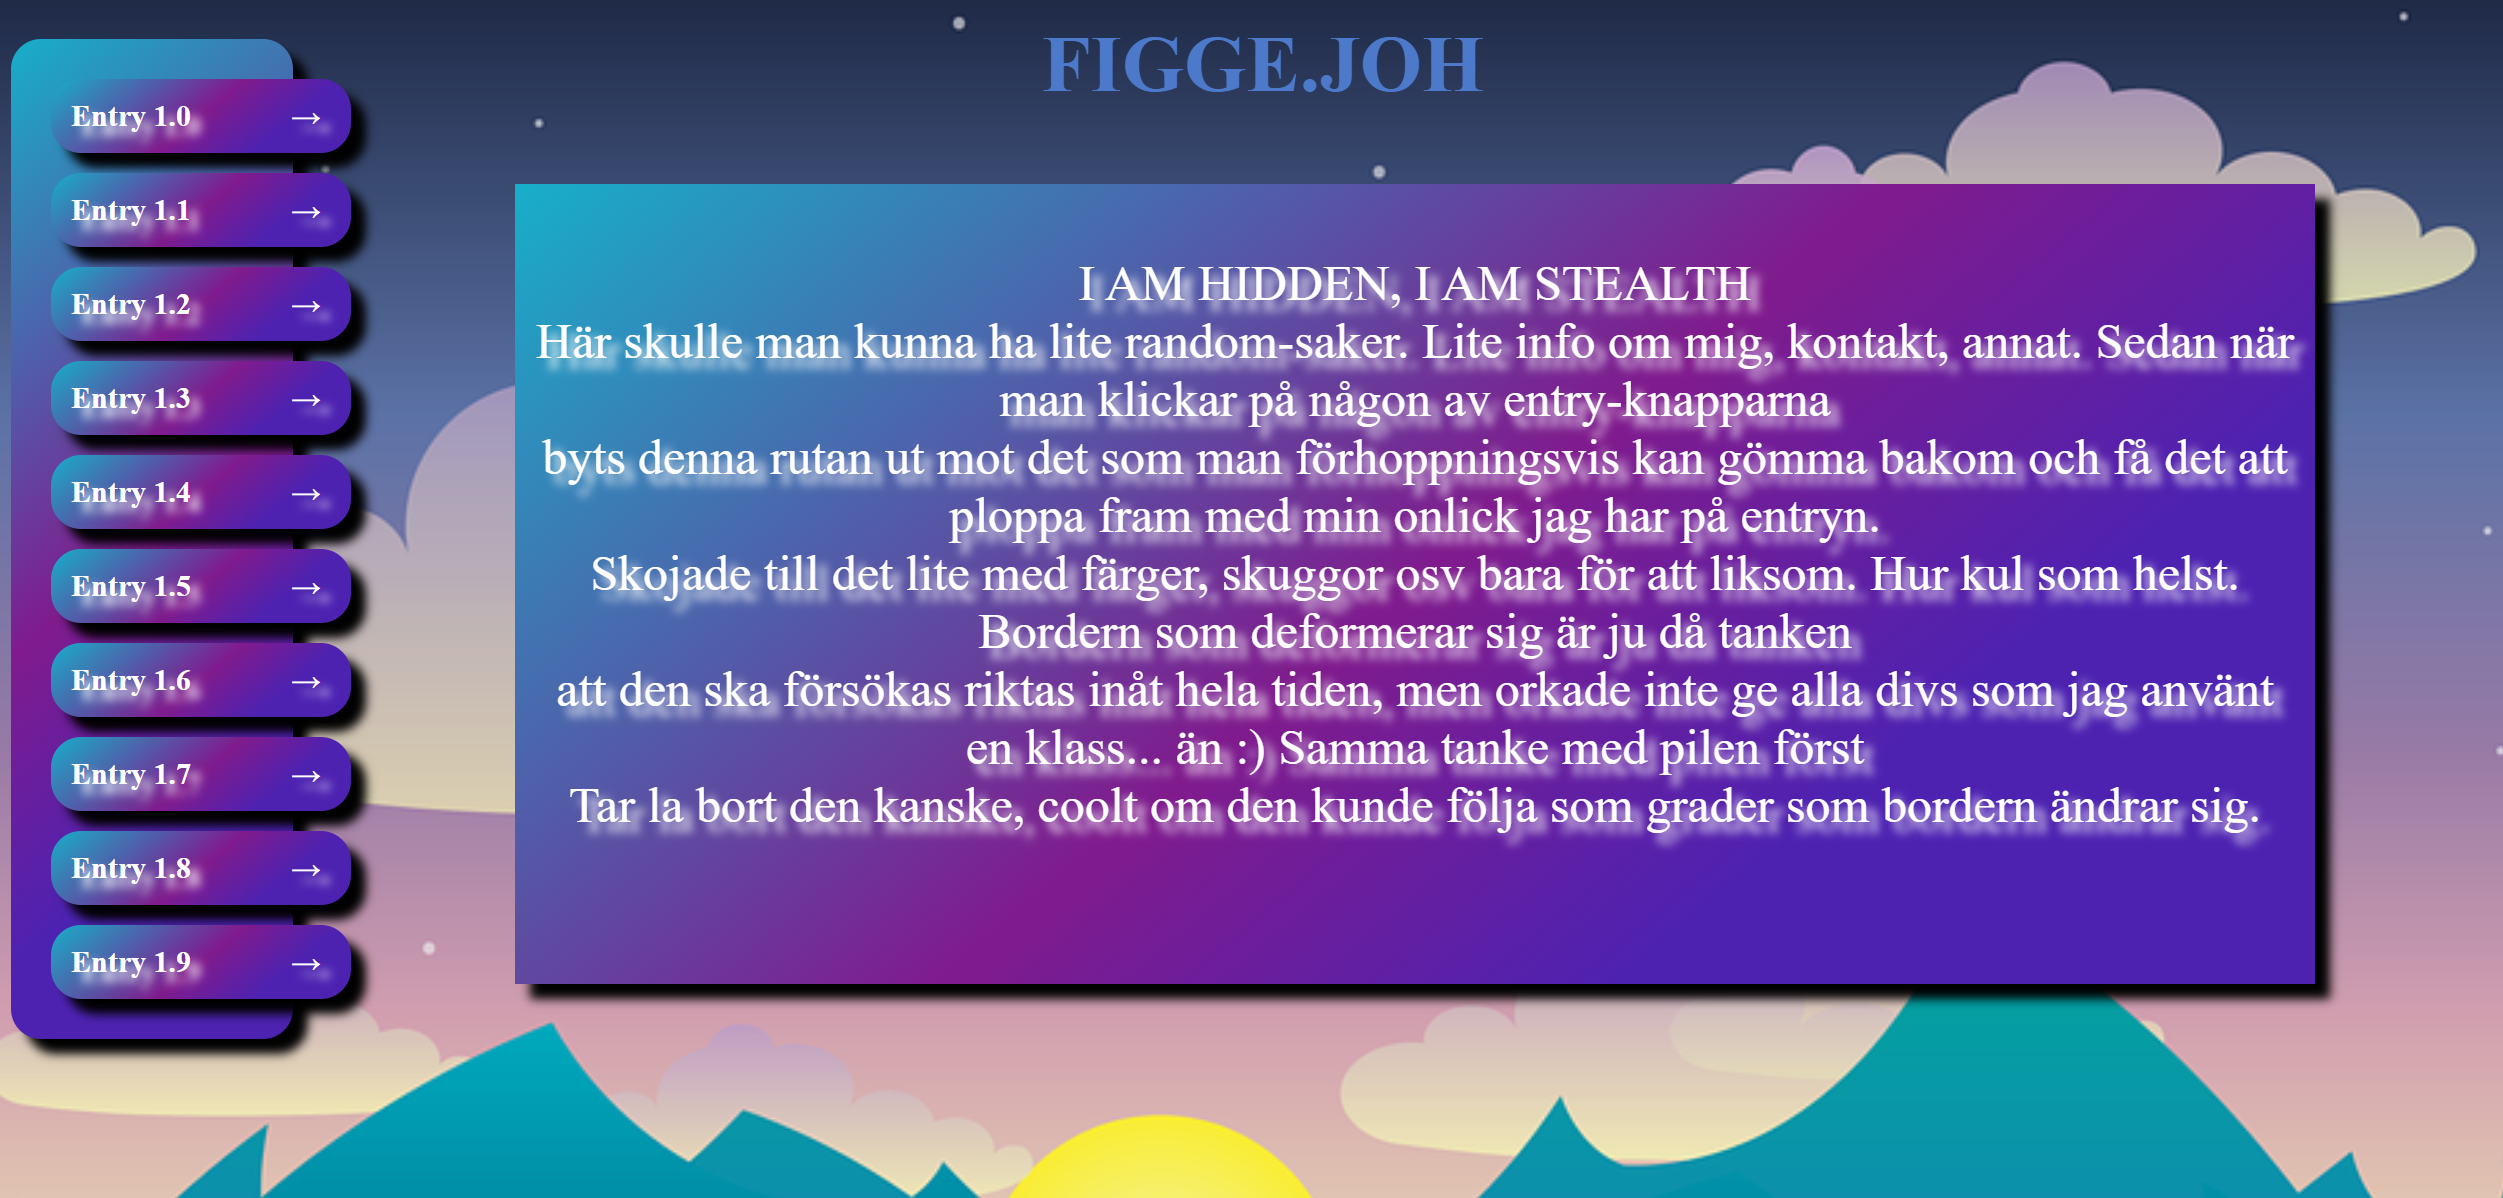 FIGGE.JOH
Entry 1.0 →
Entry 1.1 →
Entry 1.2 →
Entry 1.3 →
Entry 1.4 →
Entry 1.5 →
Entry 1.6 →
Entry 1.7 →
Entry 1.8 →
Entry 1.9 →
I AM HIDDEN, I AM STEALTH
Här skulle man kunna ha lite random-saker. Lite info om mig, kontakt, annat. Sedan när
man klickar på någon av entry-knapparna
byts denna rutan ut mot det som man förhoppningsvis kan gömma bakom och få det att
ploppa fram med min onlick jag har på entryn.
Skojade till det lite med färger, skuggor osv bara för att liksom. Hur kul som helst.
Bordern som deformerar sig är ju då tanken
att den ska försökas riktas inåt hela tiden, men orkade inte ge alla divs som jag använt
en klass... än :) Samma tanke med pilen först
Tar la bort den kanske, coolt om den kunde följa som grader som bordern ändrar sig.